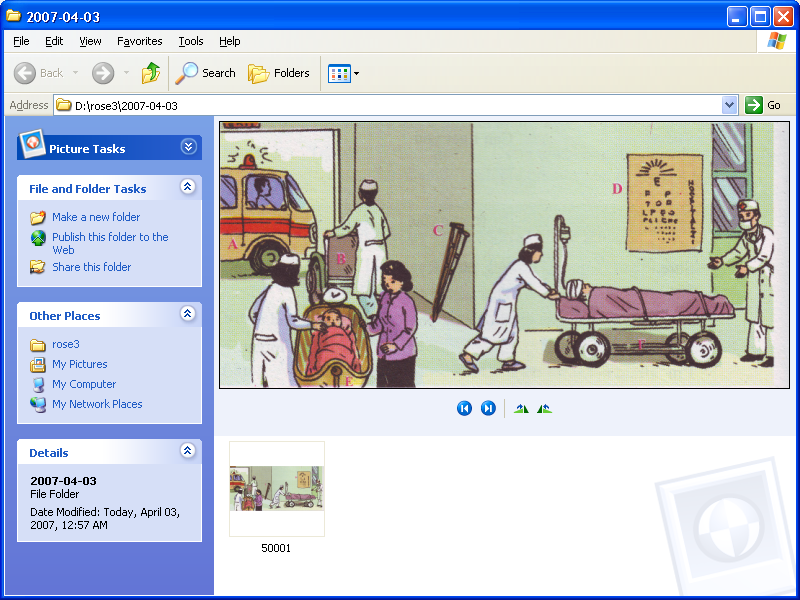 2007-04-03
File Edit View Favorites Tools Help
Back Search Folders
Address D:\rose3\2007-04-03 Go
Picture Tasks
File and Folder Tasks
Make a new folder
Publish this folder to the
Web
Share this folder
Other Places
rose3
My Pictures
My Computer
My Network Places
Details
2007-04-03
File Folder
Date Modified: Today, April 03,
2007, 12:57 AM
A
B
C
D
E
F
E
50001